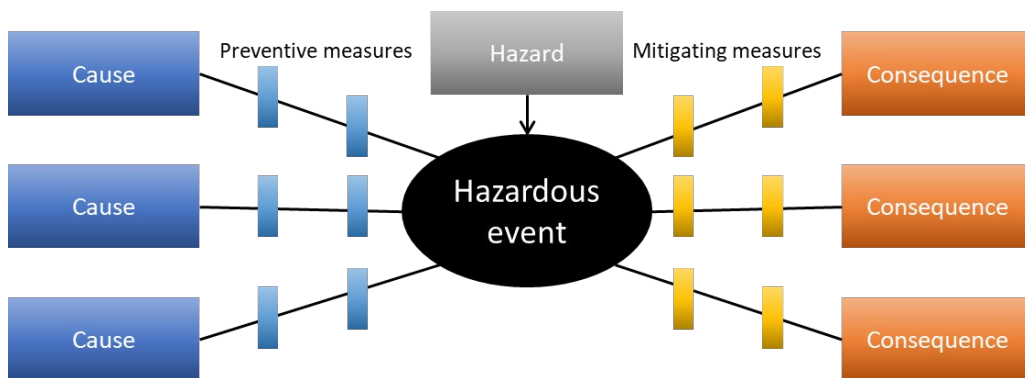 Preventive measures
Hazard
Mitigating measures
Cause
Consequence
Cause
Hazardous
event
Consequence
Cause
Consequence